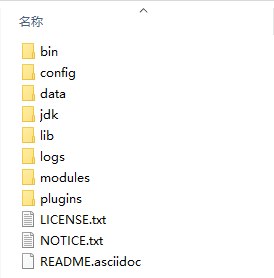 名称
bin
config
data
jdk
lib
logs
modules
plugins
LICENSE.txt
NOTICE.txt
README.asciidoc